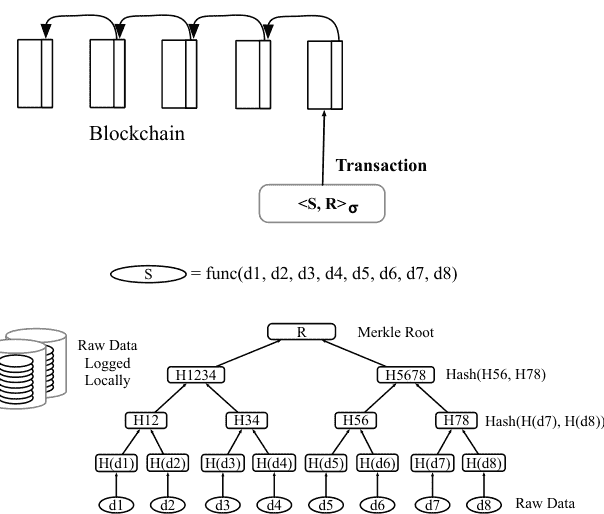 Blockchain
Transaction
<S, R>σ
S = func(d1, d2, d3, d4, d5, d6, d7, d8)
Raw Data
Logged
Locally
R Merkle Root
H1234 H5678 Hash(H56, H78)
H12 H34 H56 H78 Hash(H(d7), H(d8))
H(d1) H(d2) H(d3) H(d4) H(d5) H(d6) H(d7) H(d8)
d1 d2 d3 d4 d5 d6 d7 d8 Raw Data